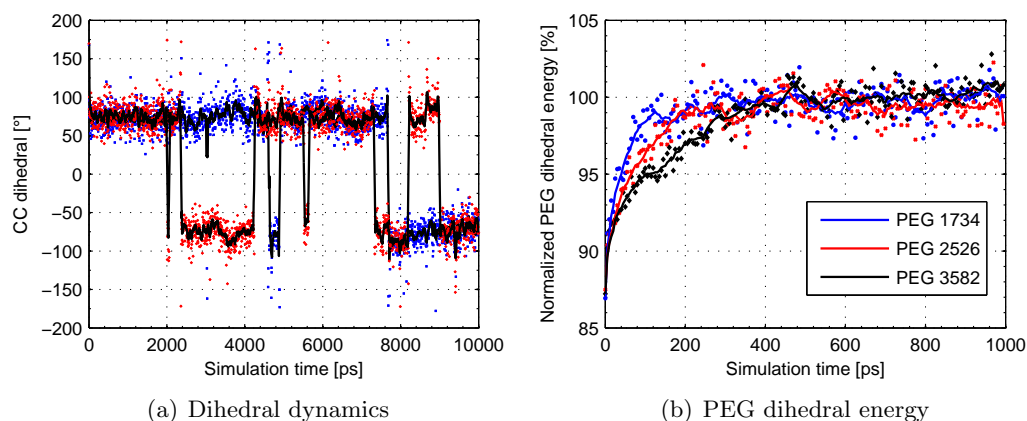 200
150
100
50
0
−50
−100
−150
−200
CC dihedral [°]
0
2000
4000
6000
8000
10000
Simulation time [ps]
(a) Dihedral dynamics
105
100
95
90
85
Normalized PEG dihedral energy [%]
PEG 1734
PEG 2526
PEG 3582
0
200
400
600
800
1000
Simulation time [ps]
(b) PEG dihedral energy